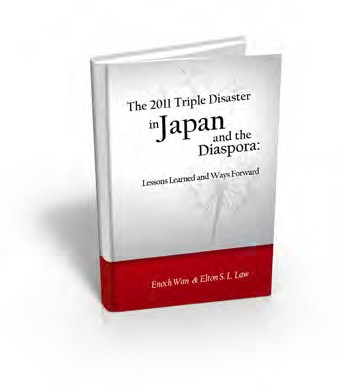 The 2011 Triple Disaster
in Japan
and the
Diaspora:
Lessons Learned and Ways Forward
Enoch Wan & Elton S. L. Law